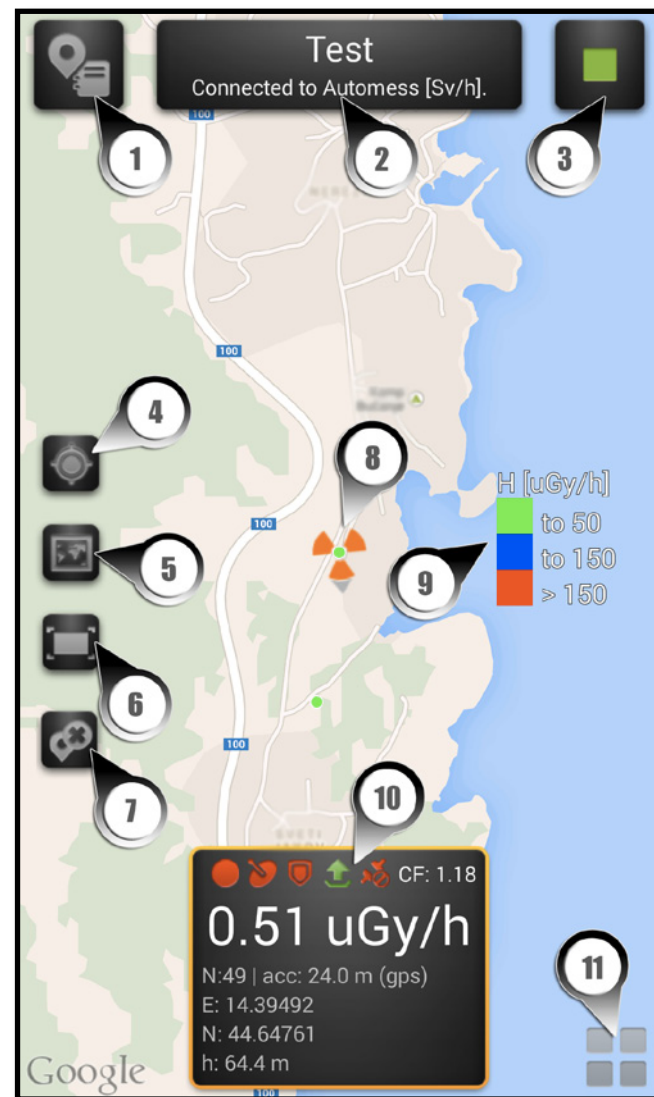 Test
Connected to Automess [Sv/h].
1
2
3
100
4
8
H [uGy/h]
to 50
to 150
> 150
100
5
9
6
7
100
10
CF: 1.18
0.51 uGy/h
N:49 | acc: 24.0 m (gps)
E: 14.39492
N: 44.64761
h: 64.4 m
11
Google
100